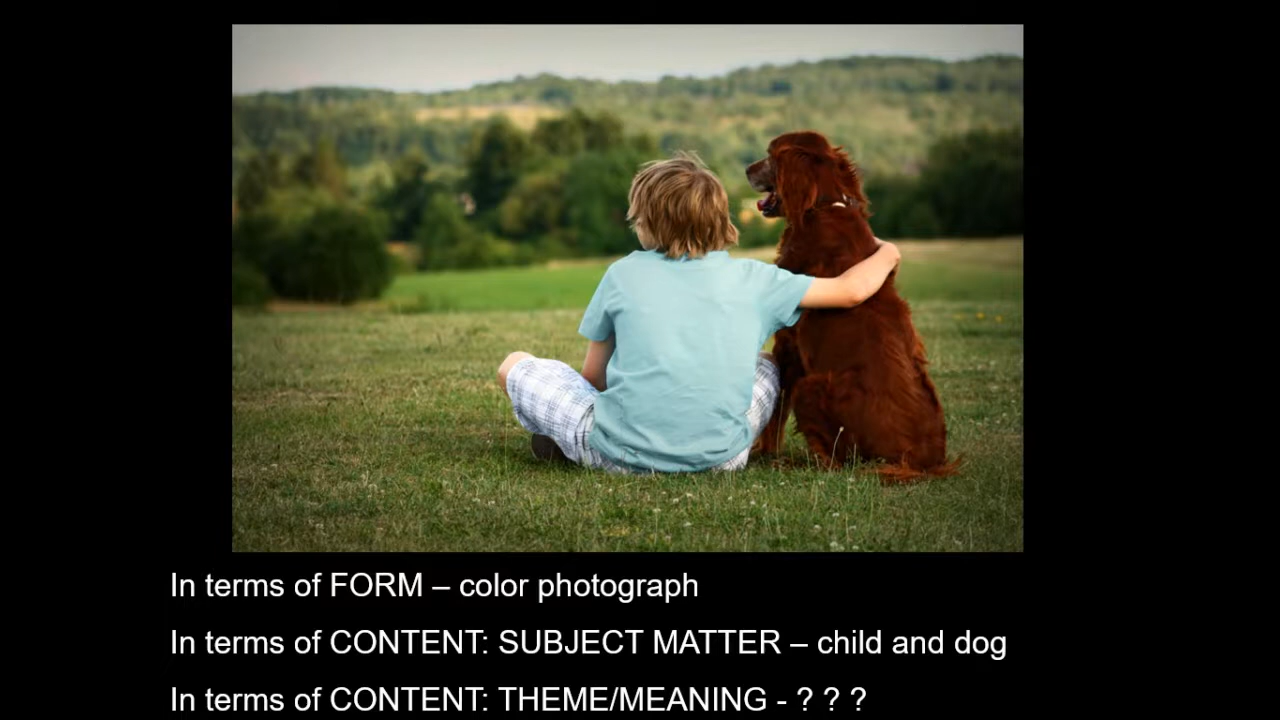 In terms of FORM – color photograph
In terms of CONTENT: SUBJECT MATTER – child and dog
In terms of CONTENT: THEME/MEANING - ? ? ?